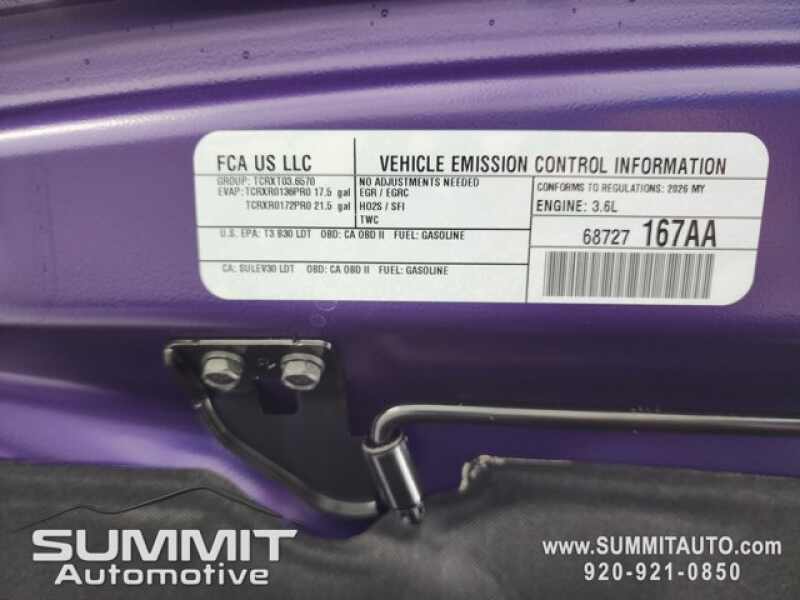 FCA US LLC
VEHICLE EMISSION CONTROL INFORMATION
GROUP: TCRXT03.6570
EVAP: TCRXR0136PR0 17.5 gal
TCRXR0172PR0 21.5 gal
NO ADJUSTMENTS NEEDED
EGR / EGRC
HO2S / SFI
TWC
CONFORMS TO REGULATIONS: 2026 MY
ENGINE: 3.6L
U.S. EPA: T3 B30 LDT OBD: CA OBD II FUEL: GASOLINE
68727 167AA
CA: SULEV30 LDT OBD: CA OBD II FUEL: GASOLINE
SUMMIT
Automotive
www.SUMMITAUTO.com
920-921-0850